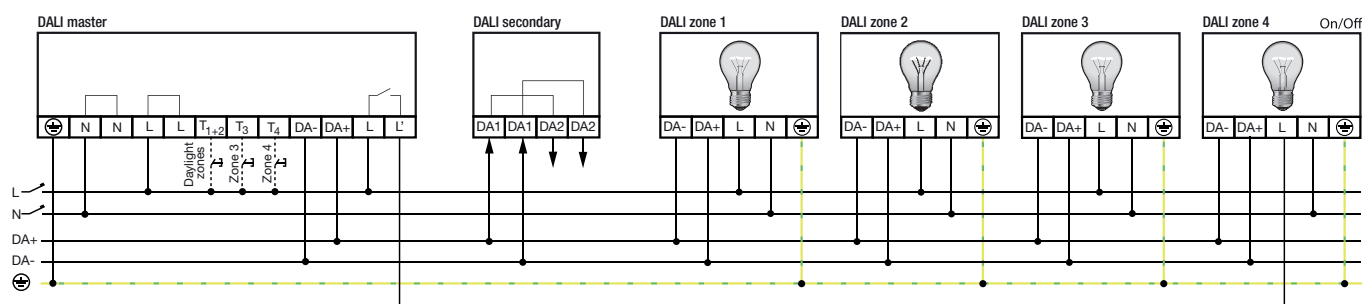 DALI master
DALI secondary
DALI zone 1
DALI zone 2
DALI zone 3
DALI zone 4 On/Off
N N L L T1+2 T3 T4 DA- DA+ L L'
DA1 DA1 DA2 DA2
DA- DA+ L N
DA- DA+ L N
DA- DA+ L N
DA- DA+ L N
Daylight
zones
Zone 3
Zone 4
L
N
DA+
DA-